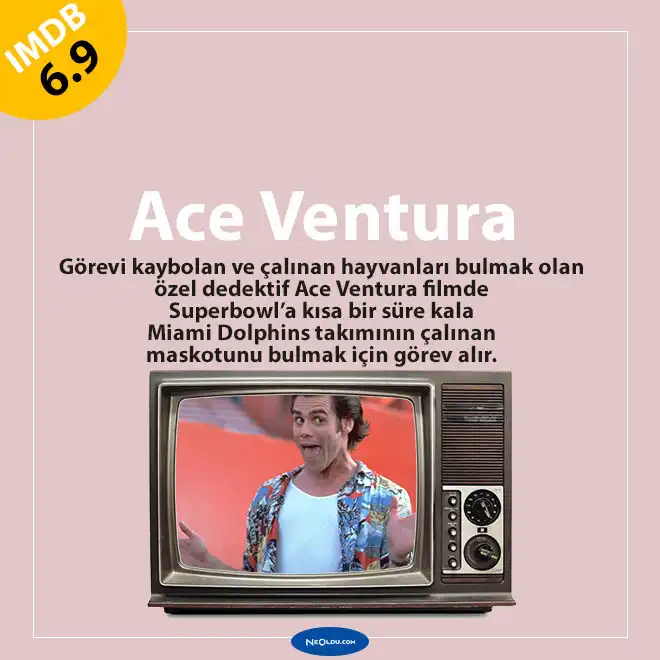 IMDB
6.9
Ace Ventura
Görevi kaybolan ve çalınan hayvanları bulmak olan
özel dedektif Ace Ventura filmde
Superbowl’a kısa bir süre kala
Miami Dolphins takımının çalınan
maskotunu bulmak için görev alır.
NEOLDU.COM